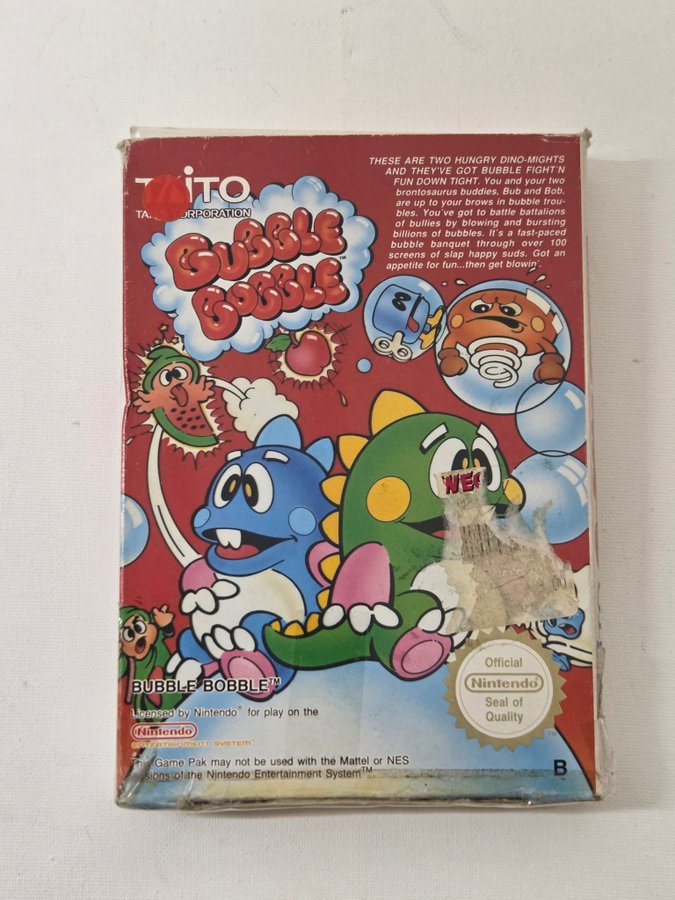 TAITO
TAITO CORPORATION
BUBBLE
BOBBLE™
THESE ARE TWO HUNGRY DINO-MIGHTS
AND THEY'VE GOT BUBBLE FIGHT'N
FUN DOWN TIGHT. You and your two
brontosaurus buddies, Bub and Bob,
are up to your brows in bubble trou-
bles. You've got to battle battalions
of bullies by blowing and bursting
billions of bubbles. It's a fast-paced
bubble banquet through over 100
screens of slap happy suds. Got an
appetite for fun...then get blowin'.
Official
Nintendo
Seal of
Quality
BUBBLE BOBBLE™
Licensed by Nintendo® for play on the
Nintendo
ENTERTAINMENT SYSTEM
Game Pak may not be used with the Mattel or NES
of the Nintendo Entertainment System™
B